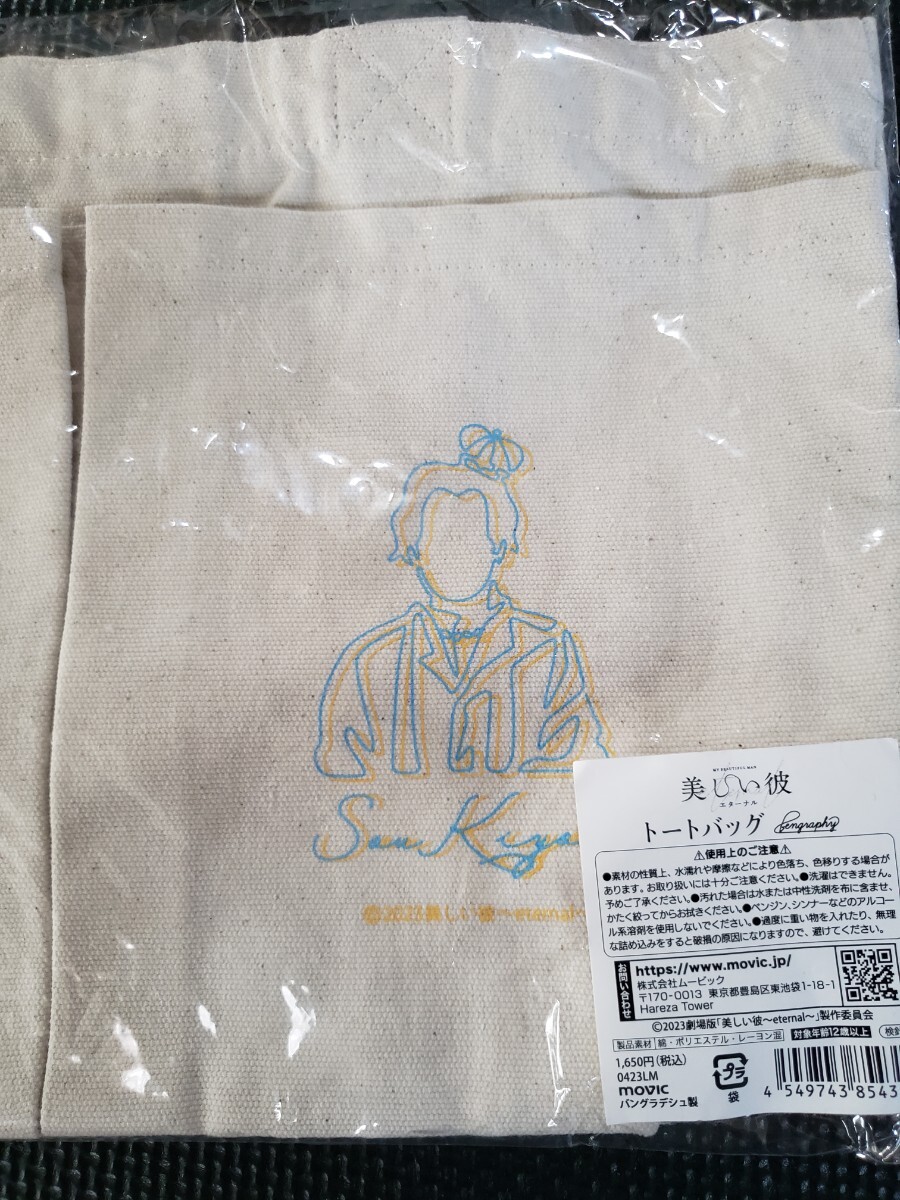 Sou Kiyo
©2023美しい彼〜eternal〜
MY BEAUTIFUL MAN
美しい彼
エターナル
トートバッグ Pengraphy
⚠使用上のご注意⚠
●素材の性質上、水濡れや摩擦などにより色落ち、色移りする場合が
あります。お取り扱いには十分ご注意ください。●洗濯はできません。
予めご了承ください。●汚れた場合は水または中性洗剤を布に含ませ、
かたく絞ってからお拭きください。●ベンジン、シンナーなどのアルコー
ル系溶剤を使用しないでください。●過度に重い物を入れたり、無理
な詰め込みをすると破損の原因になりますので、避けてください。
お問い合わせ
https://www.movic.jp/
株式会社ムービック
〒170-0013 東京都豊島区東池袋1-18-1
Hareza Tower
©2023劇場版「美しい彼〜eternal〜」製作委員会
製品素材 綿・ポリエステル・レーヨン混 対象年齢12歳以上 検針
1,650円(税込)
0423LM
movic
バングラデシュ製
プラ
袋
4 549743 8543